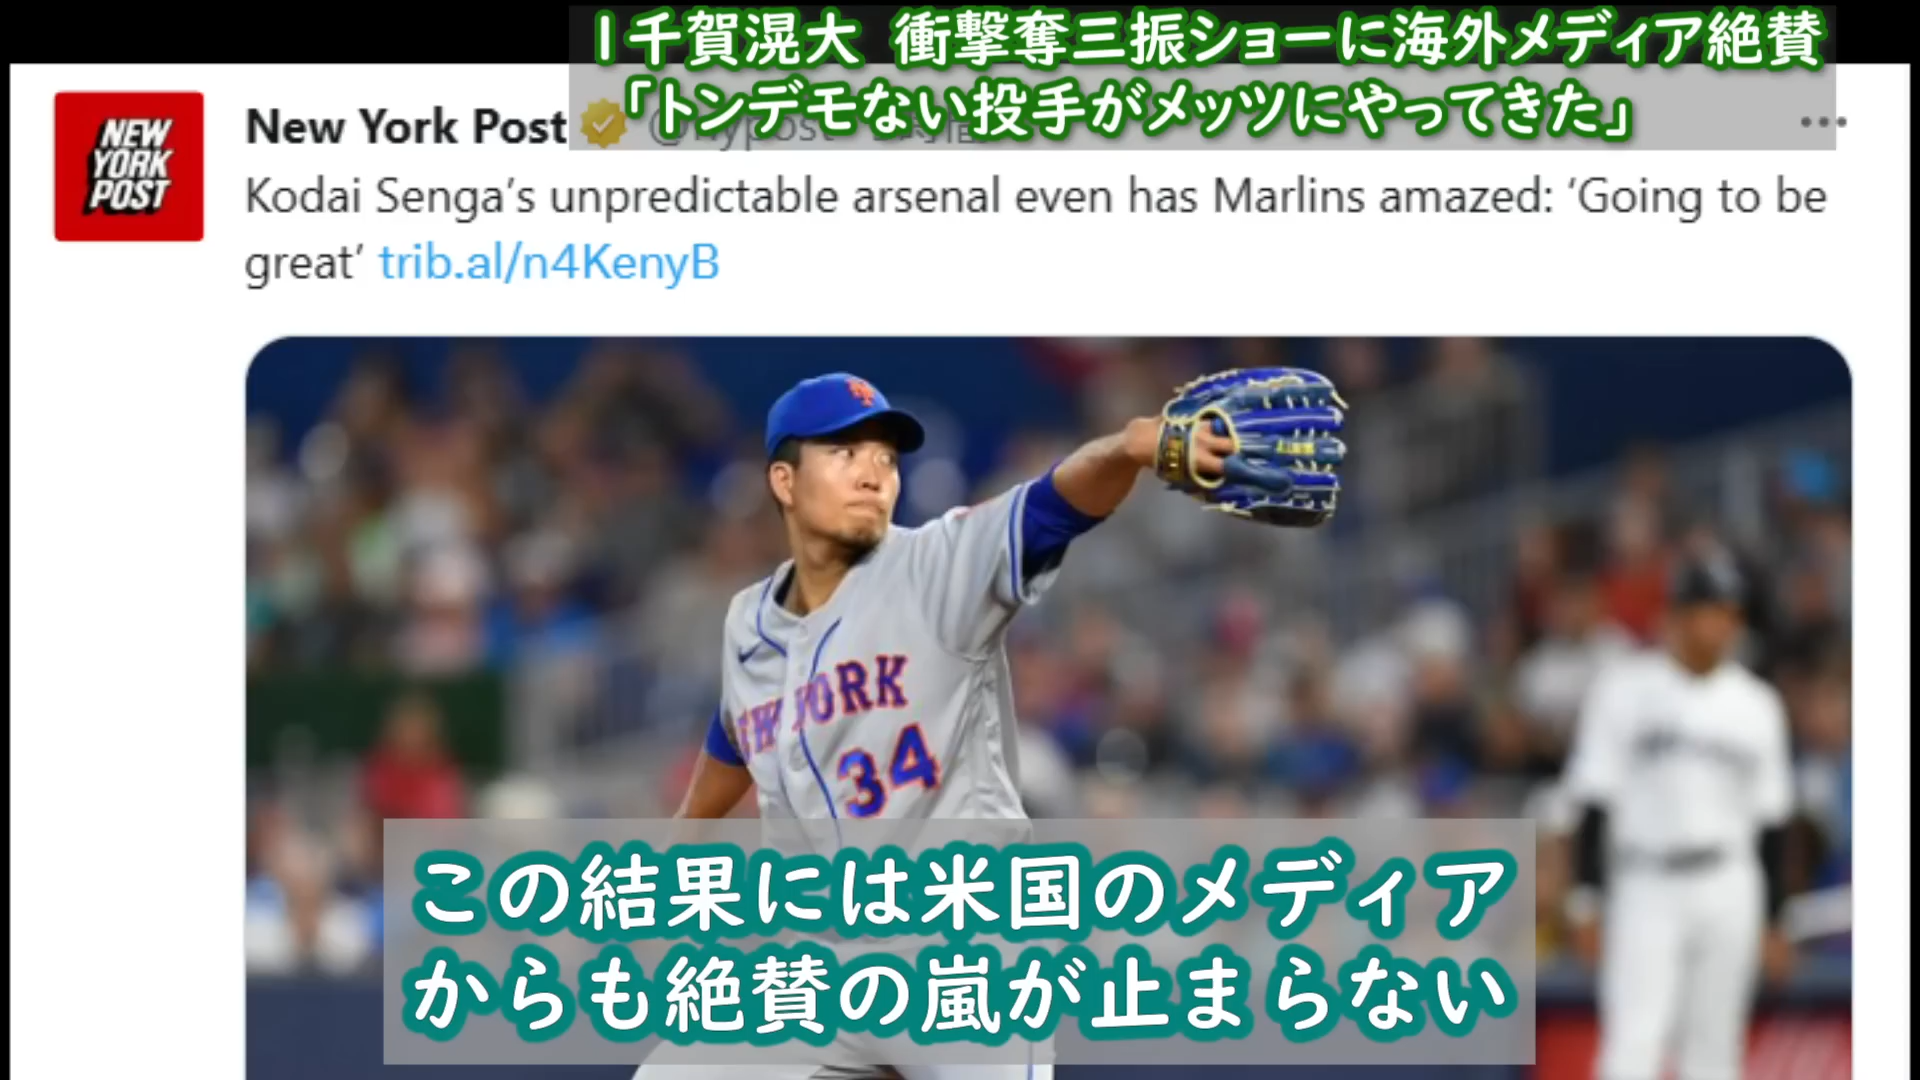 1千賀滉大 衝撃奪三振ショーに海外メディア絶賛
「トンデモない投手がメッツにやってきた」
NEW
YORK
POST
New York Post
Kodai Senga’s unpredictable arsenal even has Marlins amazed: ‘Going to be
great’ trib.al/n4KenyB
YORK
34
この結果には米国のメディア
からも絶賛の嵐が止まらない